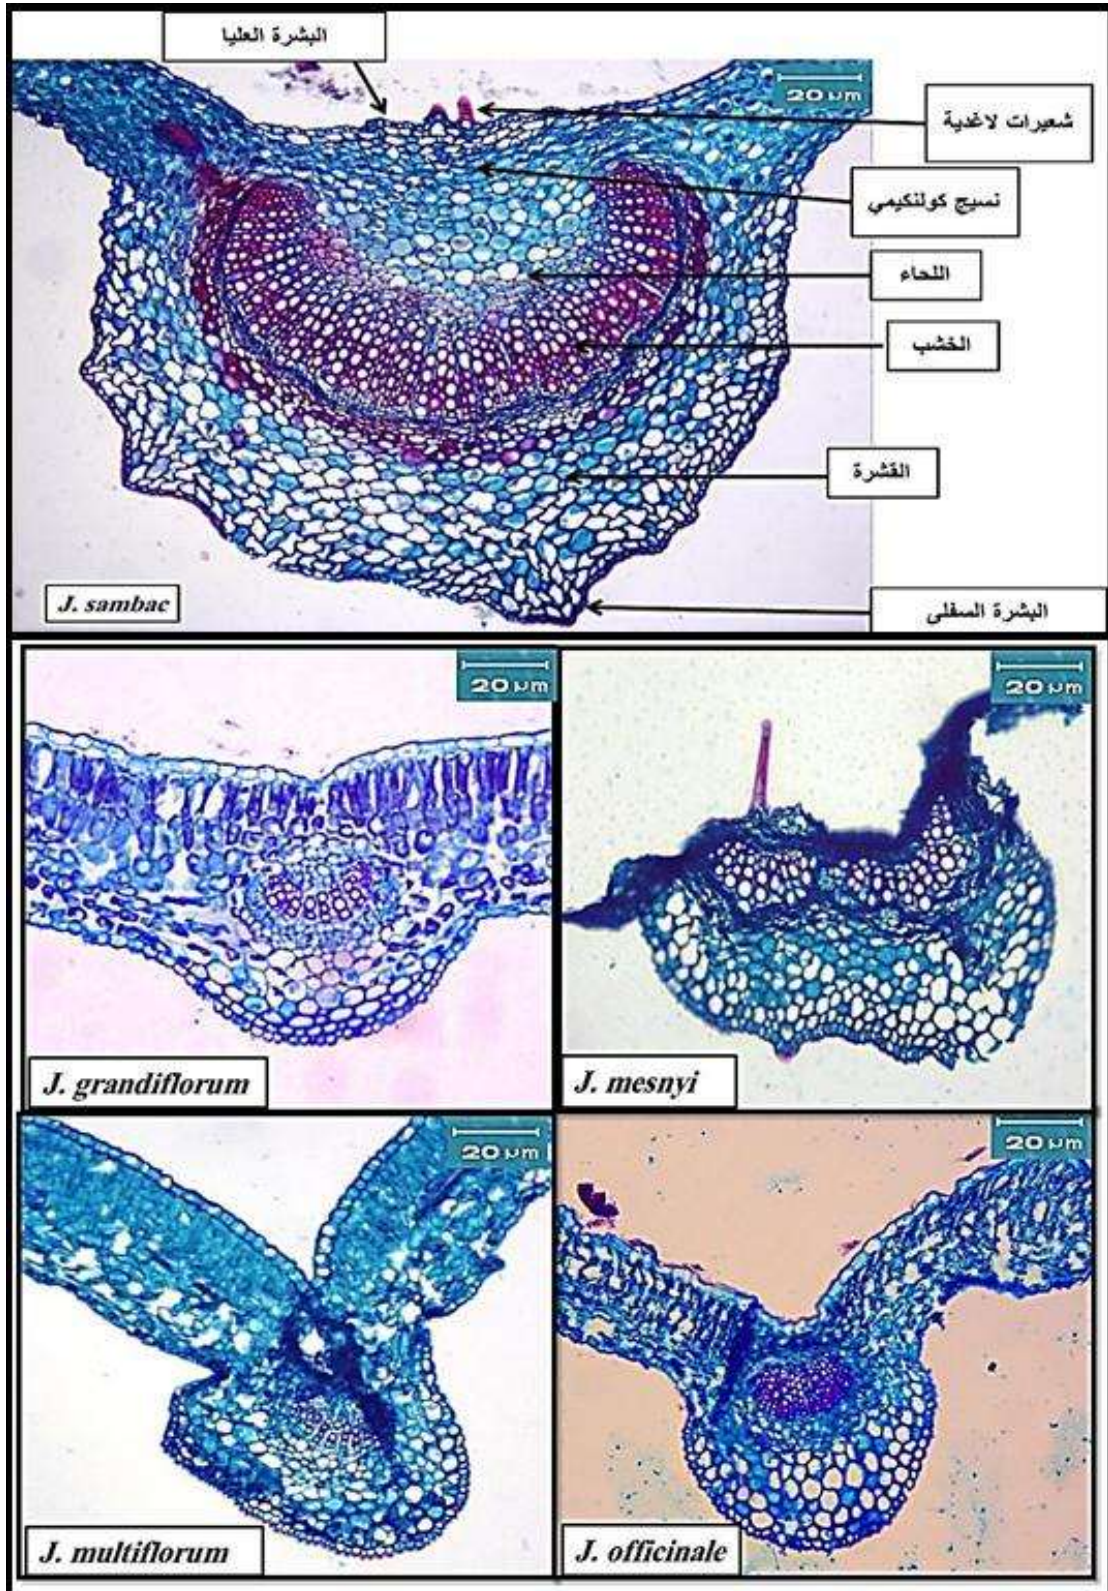 البشرة العليا
20 µm
شعيرات لاغدية
نسيج كولنكيمي
اللحاء
الخشب
القشرة
البشرة السفلى
J. sambac
20 µm
20 µm
J. grandiflorum
J. mesnyi
20 µm
20 µm
J. multiflorum
J. officinale